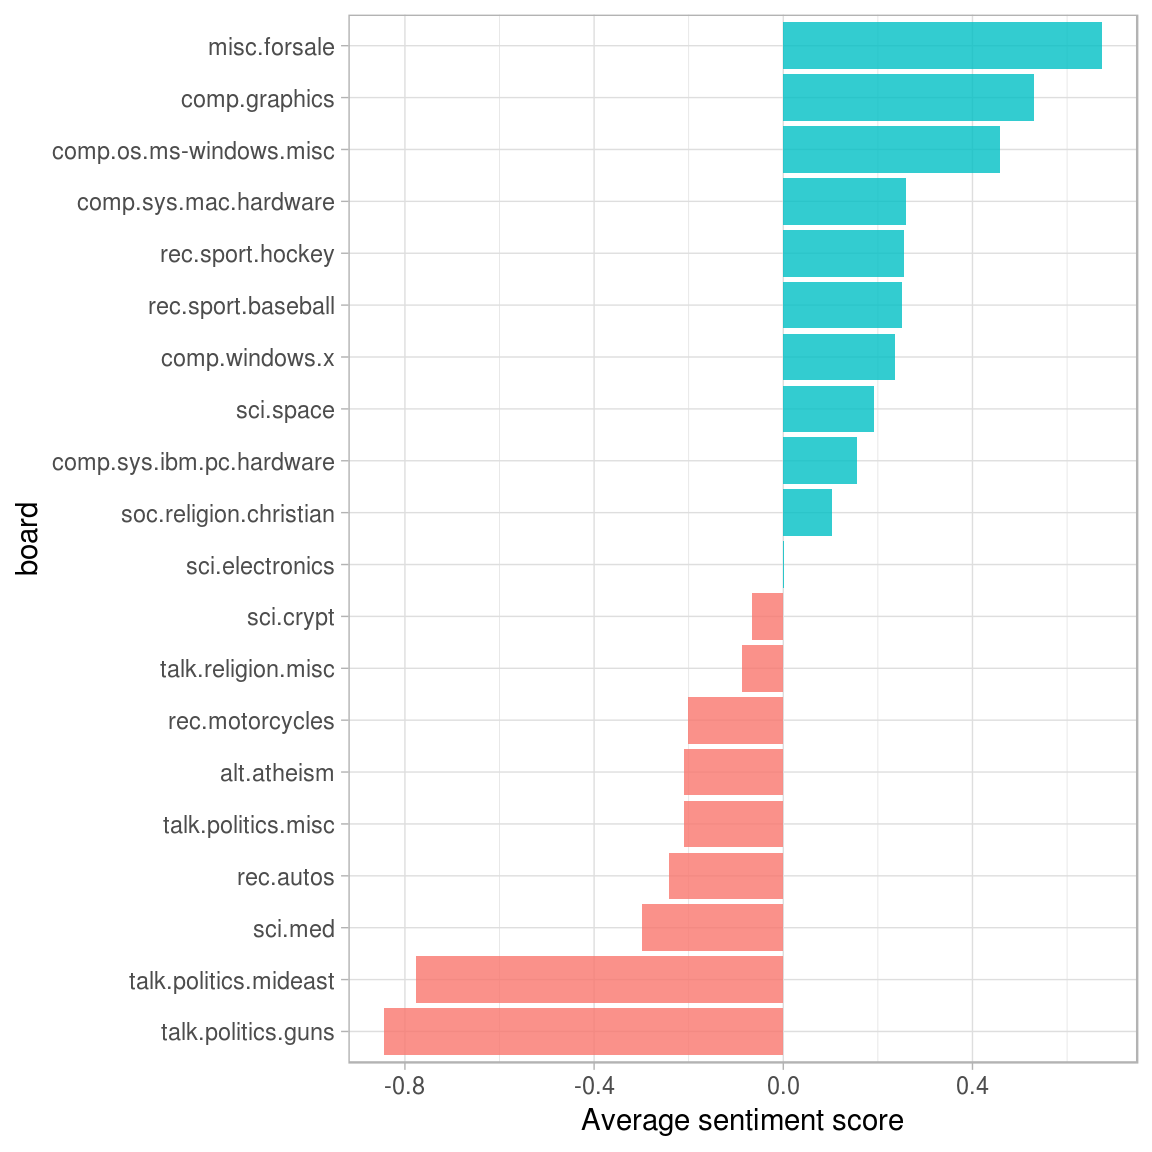 misc.forsale
comp.graphics
comp.os.ms-windows.misc
comp.sys.mac.hardware
rec.sport.hockey
rec.sport.baseball
comp.windows.x
sci.space
comp.sys.ibm.pc.hardware
soc.religion.christian
sci.electronics
sci.crypt
talk.religion.misc
rec.motorcycles
alt.atheism
talk.politics.misc
rec.autos
sci.med
talk.politics.mideast
talk.politics.guns
board
-0.8 -0.4 0.0 0.4
Average sentiment score